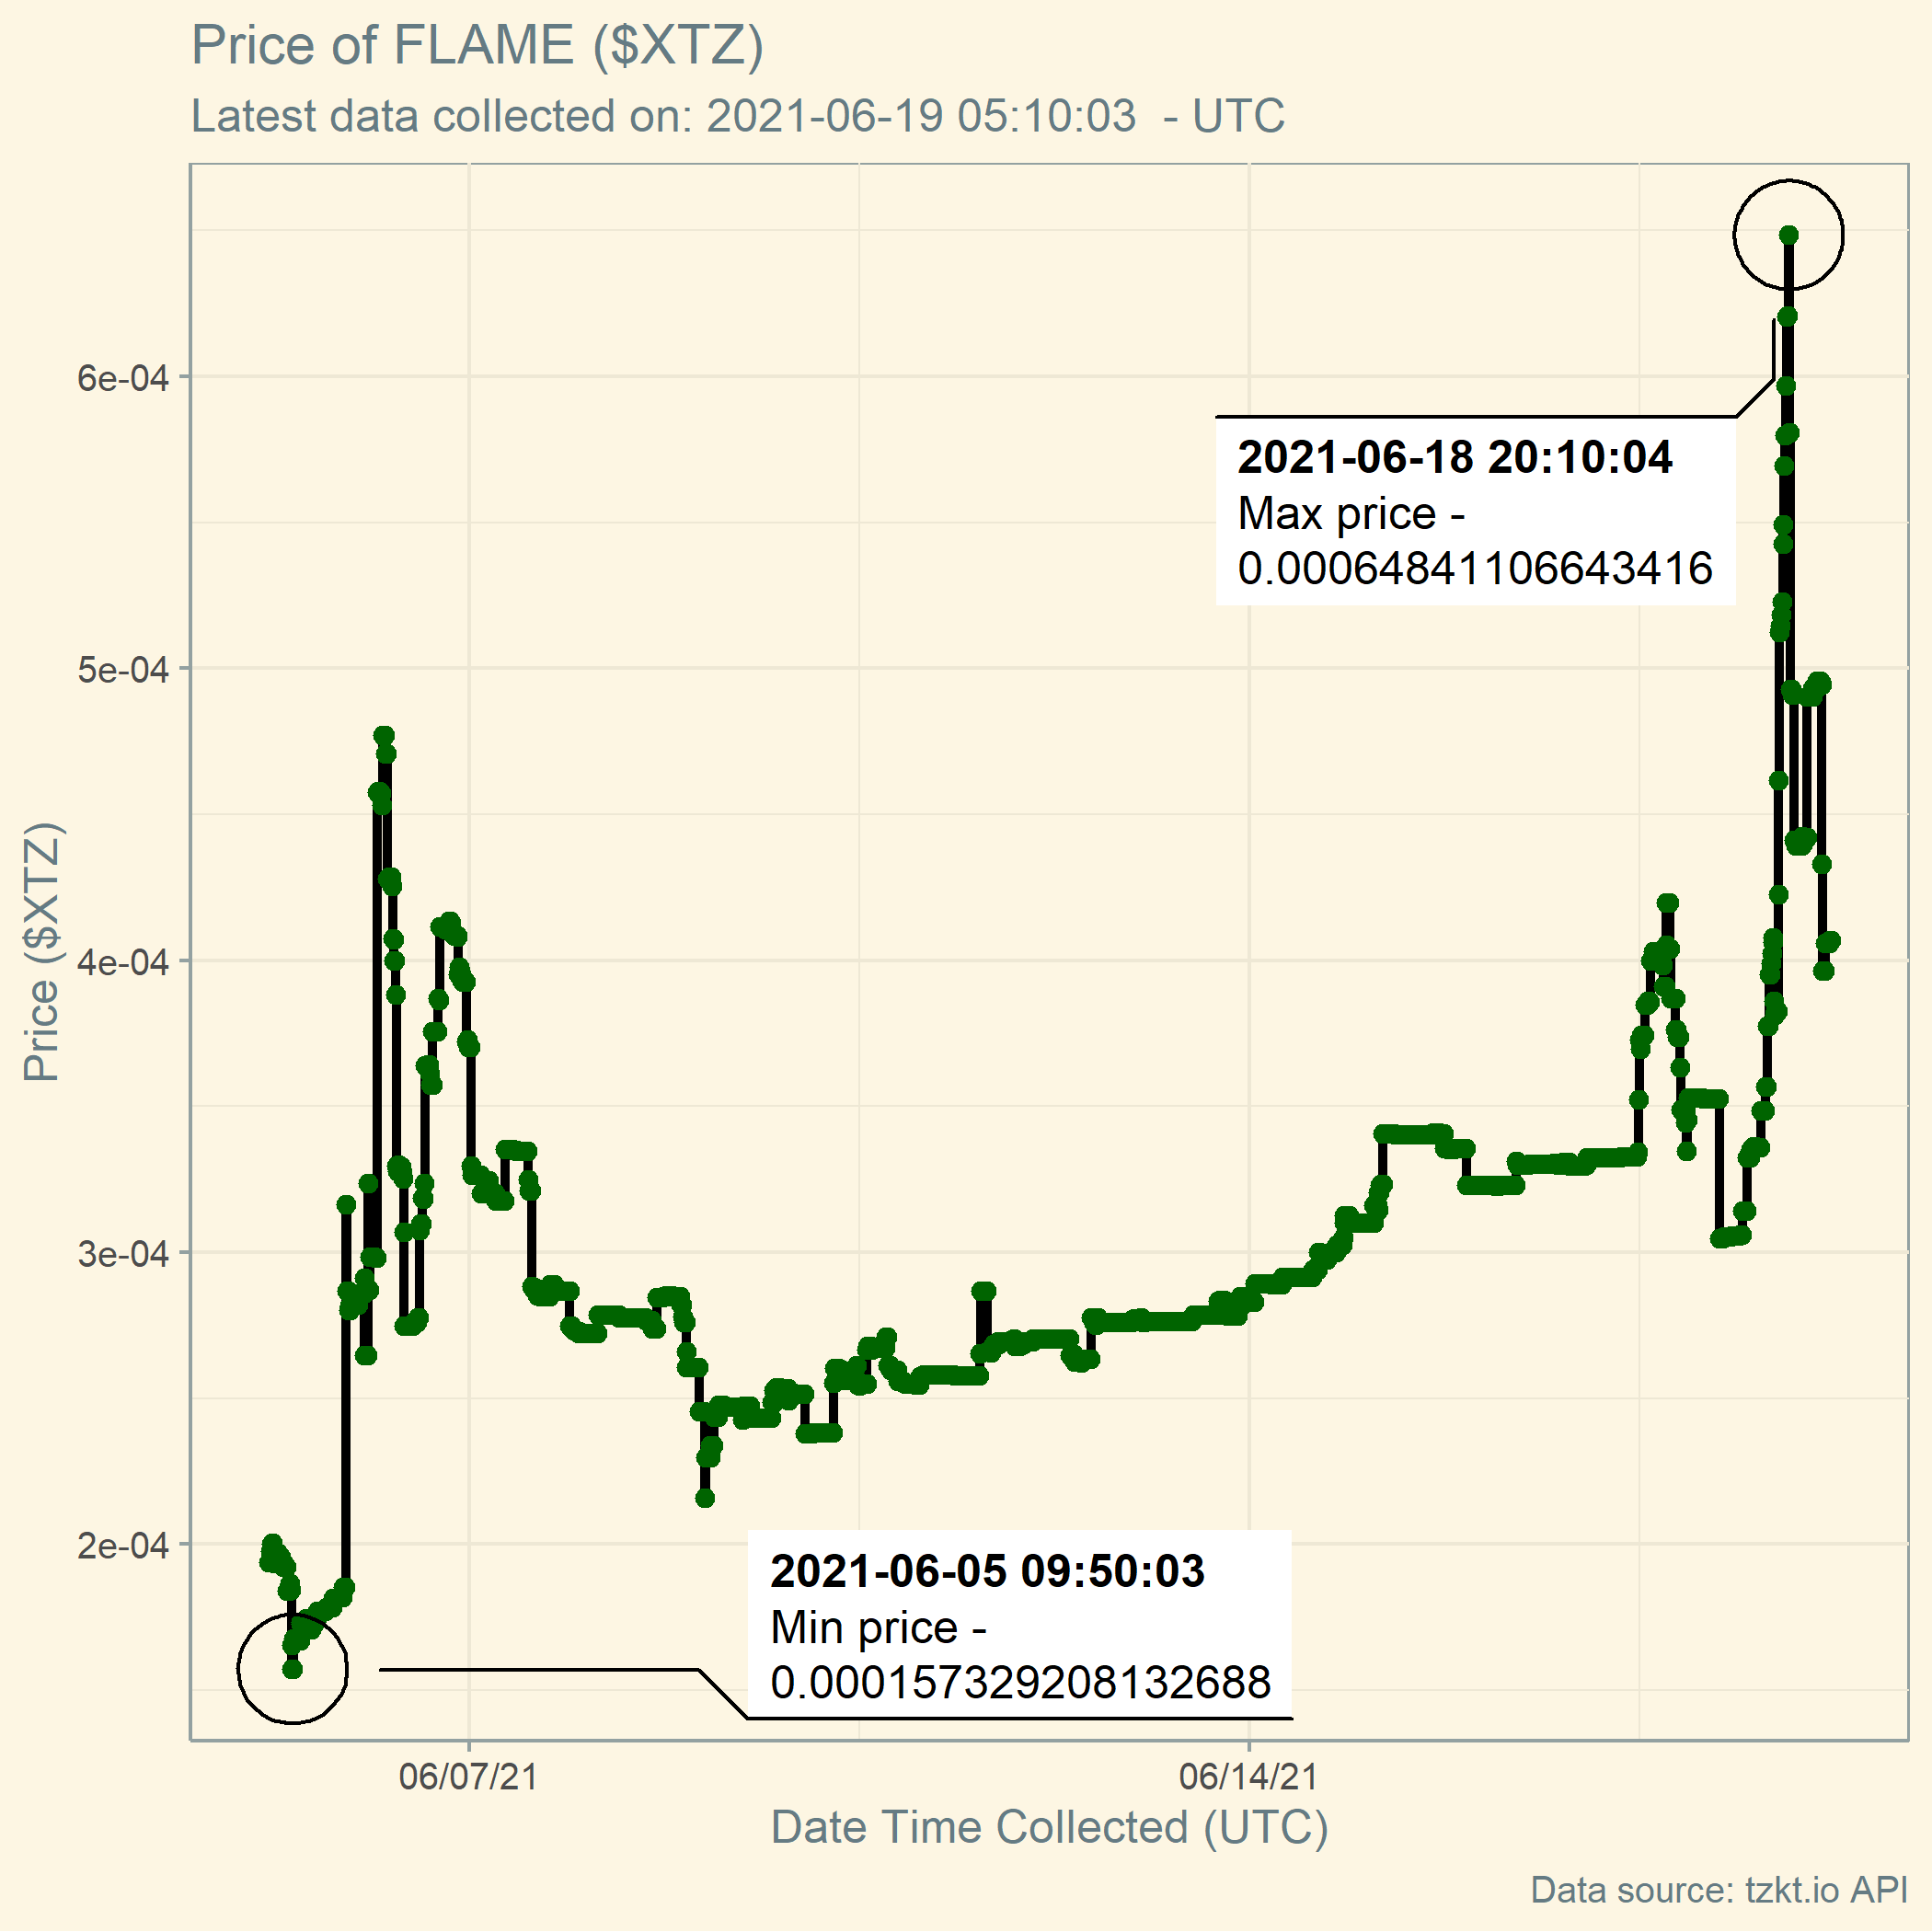 Price of FLAME ($XTZ)
Latest data collected on: 2021-06-19 05:10:03  - UTC
Price ($XTZ)
6e-04
5e-04
4e-04
3e-04
2e-04
2021-06-18 20:10:04
Max price -
0.00064841106643416
2021-06-05 09:50:03
Min price -
0.000157329208132688
06/07/21
06/14/21
Date Time Collected (UTC)
Data source: tzkt.io API